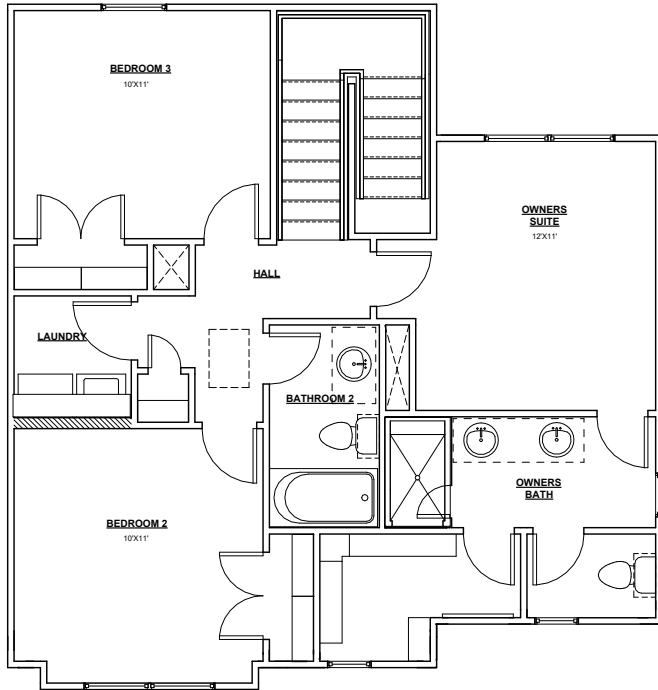 BEDROOM 3
10'X11'
OWNERS
SUITE
12'X11'
HALL
LAUNDRY
BATHROOM 2
OWNERS
BATH
BEDROOM 2
10'X11'